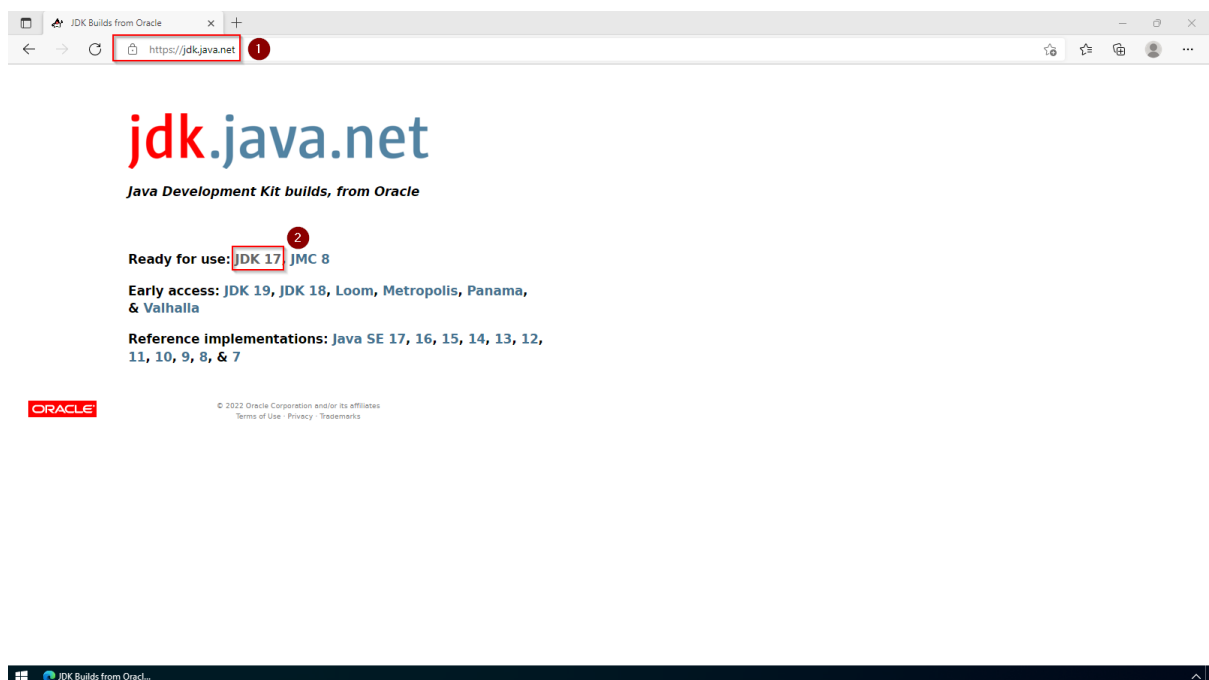 JDK Builds from Oracle
https://jdk.java.net
1
jdk.java.net
Java Development Kit builds, from Oracle
2
Ready for use: JDK 17, JMC 8
Early access: JDK 19, JDK 18, Loom, Metropolis, Panama,
& Valhalla
Reference implementations: Java SE 17, 16, 15, 14, 13, 12,
11, 10, 9, 8, & 7
ORACLE
© 2022 Oracle Corporation and/or its affiliates
Terms of Use · Privacy · Trademarks
JDK Builds from Oracl...